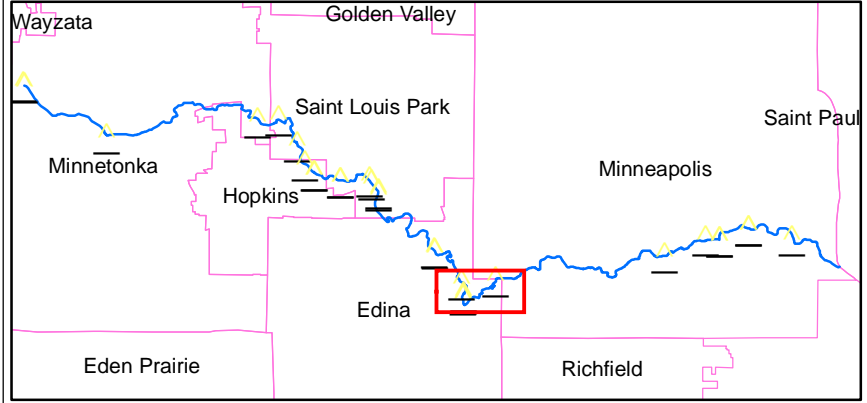 Golden Valley
Wayzata
Saint Louis Park
Saint Paul
Minnetonka
Minneapolis
Hopkins
Edina
Eden Prairie
Richfield